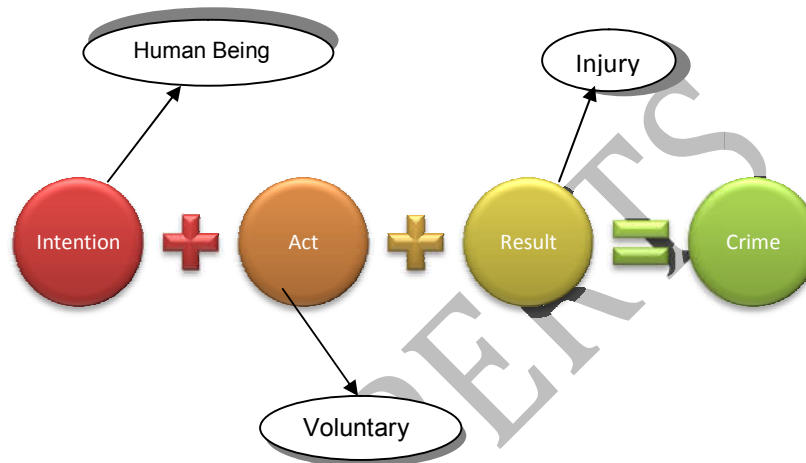 Human Being
Injury
Intention
Act
Result
Crime
Voluntary